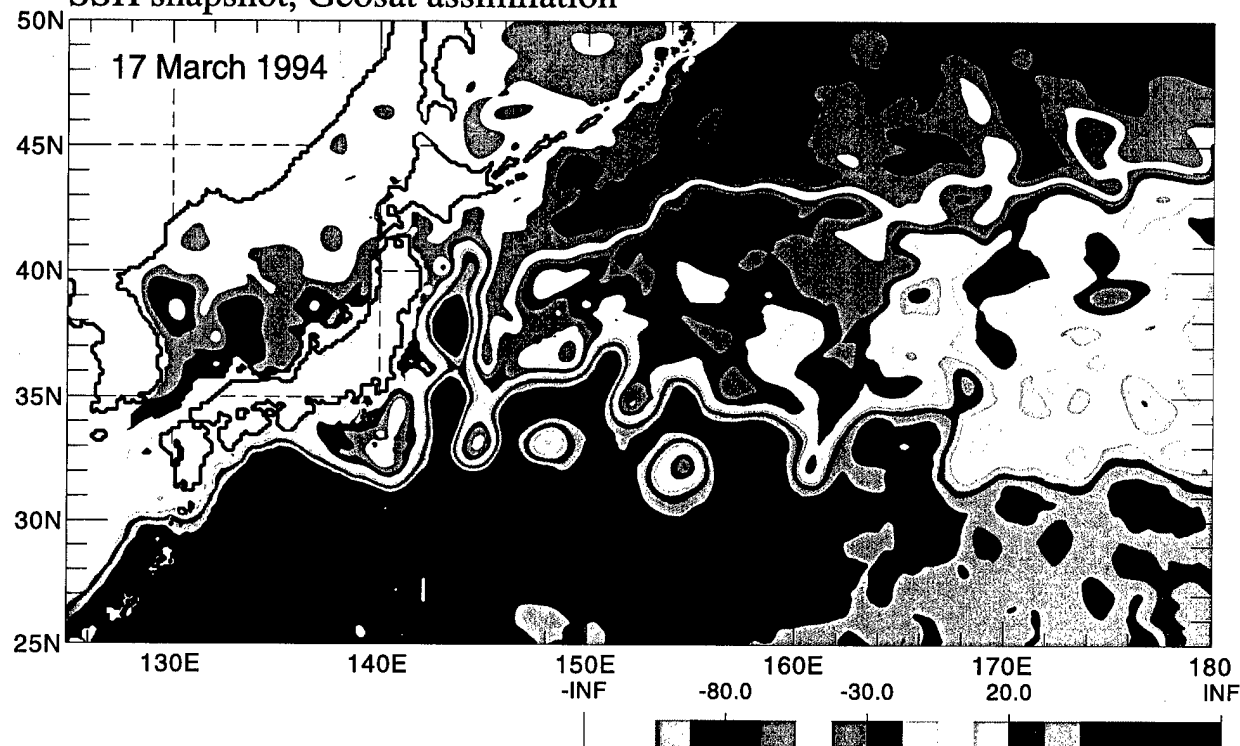 SSH snapshot, Geosat assimilation
50N
17 March 1994
45N
40N
35N
30N
25N
130E 140E 150E 160E 170E 180
-INF -80.0 -30.0 20.0 INF